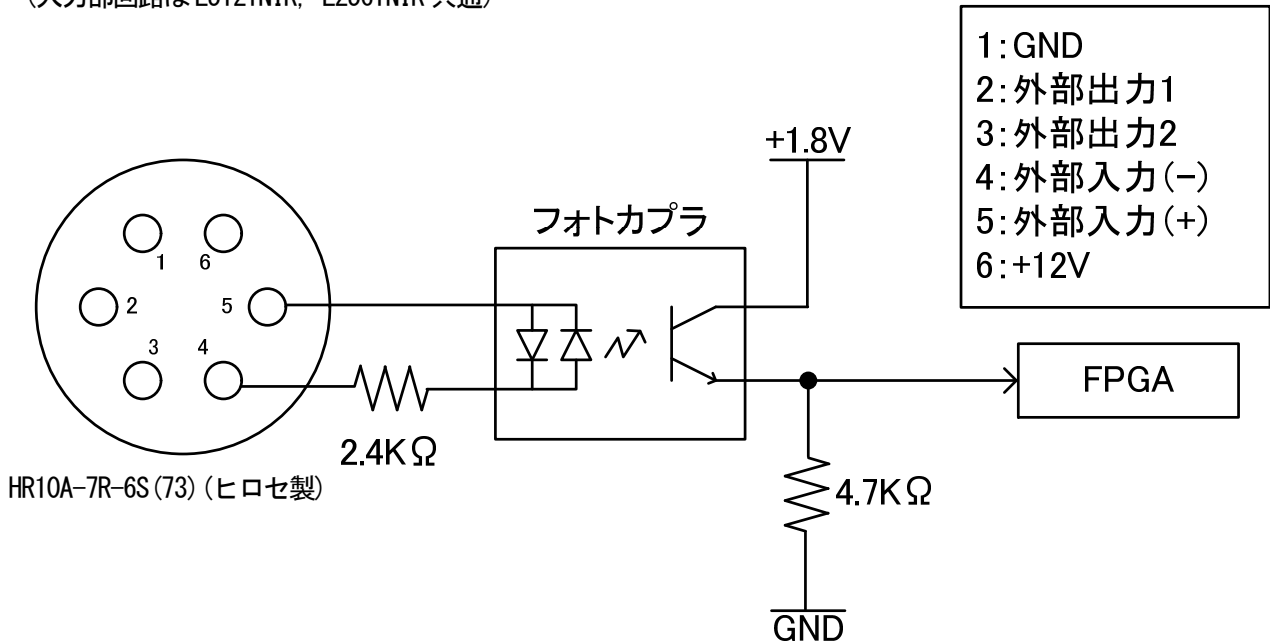 1:GND
2:外部出力1
3:外部出力2
4:外部入力(-)
5:外部入力(+)
6:+12V
+1.8V
フォトカプラ
1
6
2
5
3
4
FPGA
2.4KΩ
HR10A-7R-6S(73)(ヒロセ製)
4.7KΩ
GND